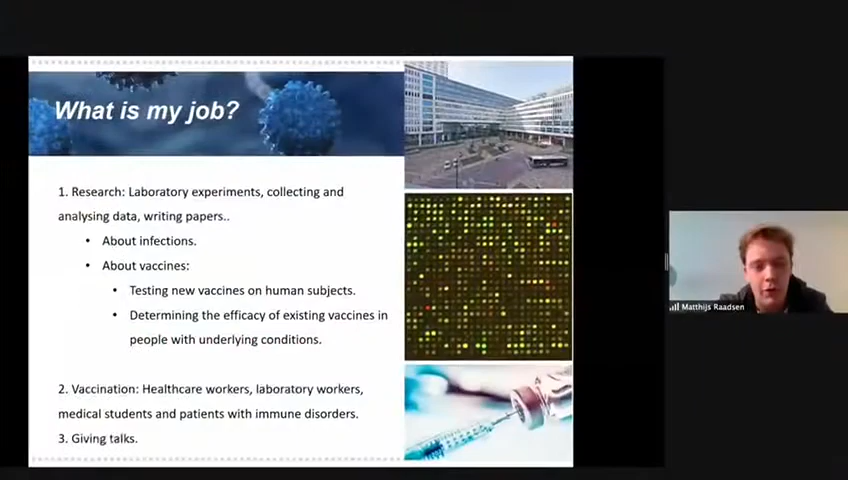 What is my job?
1. Research: Laboratory experiments, collecting and
analysing data, writing papers..
• About infections.
• About vaccines:
• Testing new vaccines on human subjects.
• Determining the efficacy of existing vaccines in
people with underlying conditions.
2. Vaccination: Healthcare workers, laboratory workers,
medical students and patients with immune disorders.
3. Giving talks.
Matthijs Raadsen